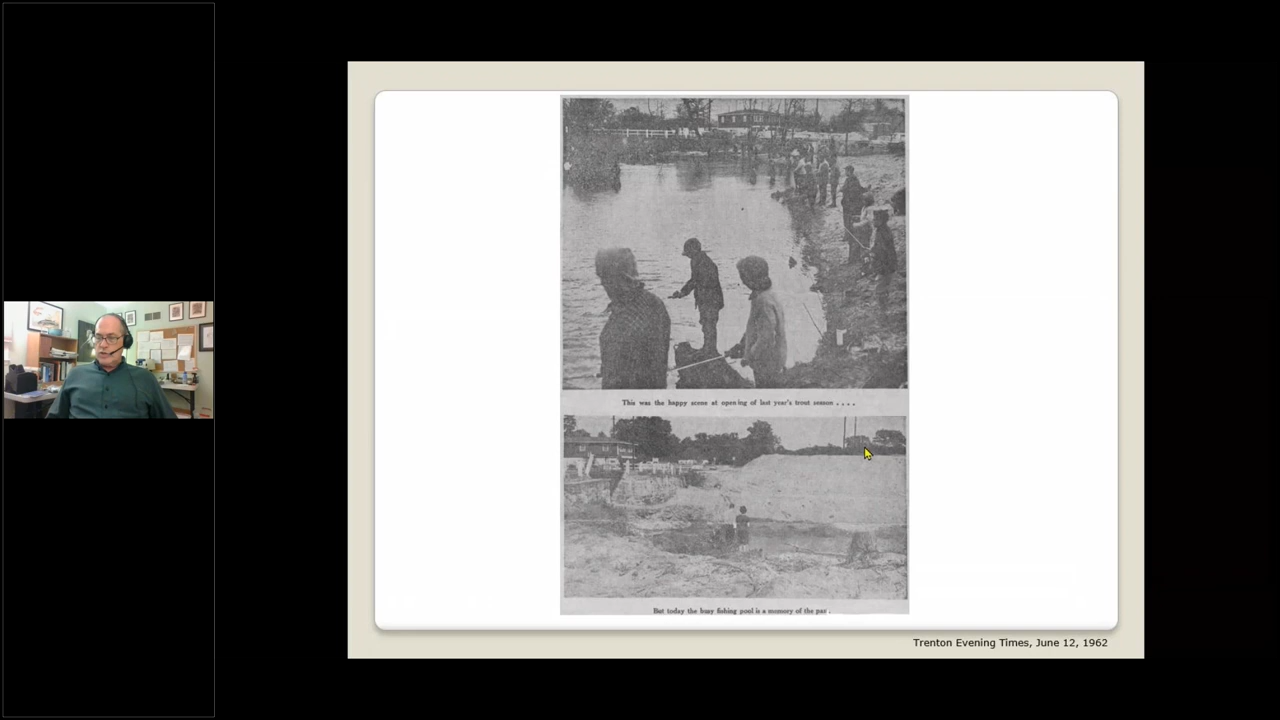 This was the happy scene at opening of last year's trout season . . . .
But today the busy fishing pool is a memory of the pas .
Trenton Evening Times, June 12, 1962